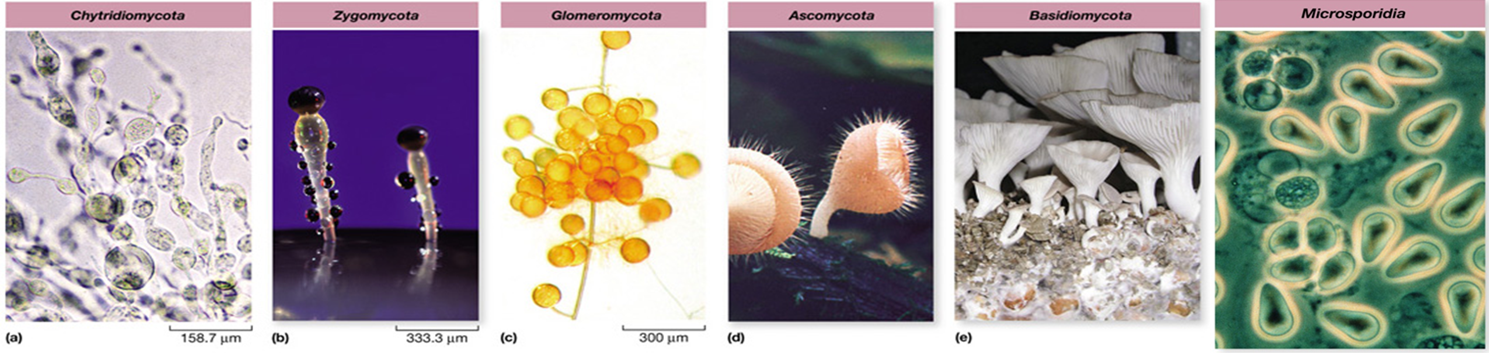 Chytridiomycota
Zygomycota
Glomeromycota
Ascomycota
Basidiomycota
Microsporidia
(a)
158.7 µm
(b)
333.3 µm
(c)
300 µm
(d)
(e)